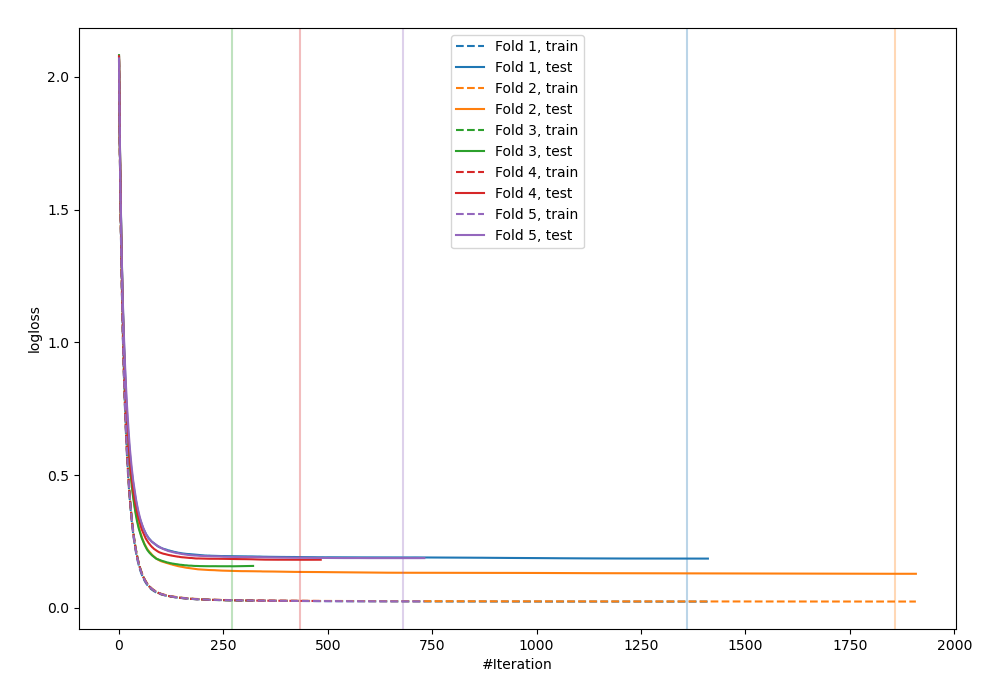 Fold 1, train
Fold 1, test
Fold 2, train
Fold 2, test
Fold 3, train
Fold 3, test
Fold 4, train
Fold 4, test
Fold 5, train
Fold 5, test
2.0
1.5
1.0
0.5
0.0
logloss
0 250 500 750 1000 1250 1500 1750 2000
#Iteration